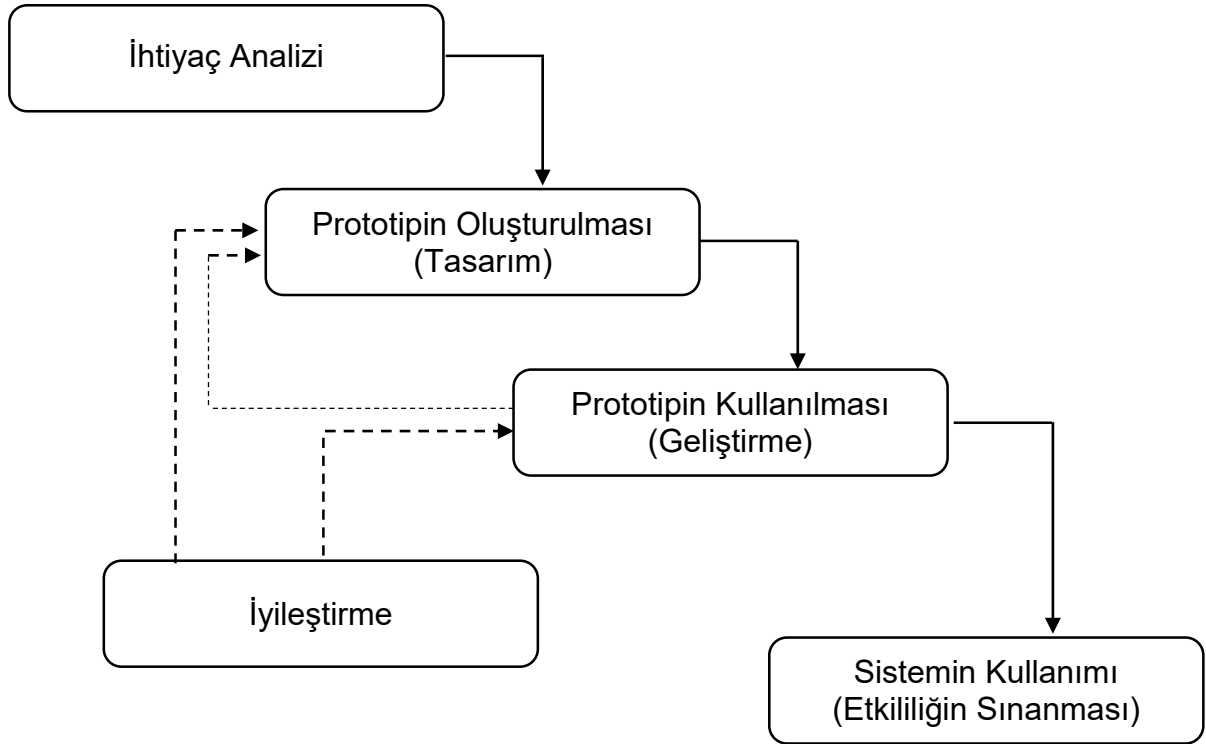 İhtiyaç Analizi
Prototipin Oluşturulması
(Tasarım)
Prototipin Kullanılması
(Geliştirme)
İyileştirme
Sistemin Kullanımı
(Etkililiğin Sınanması)